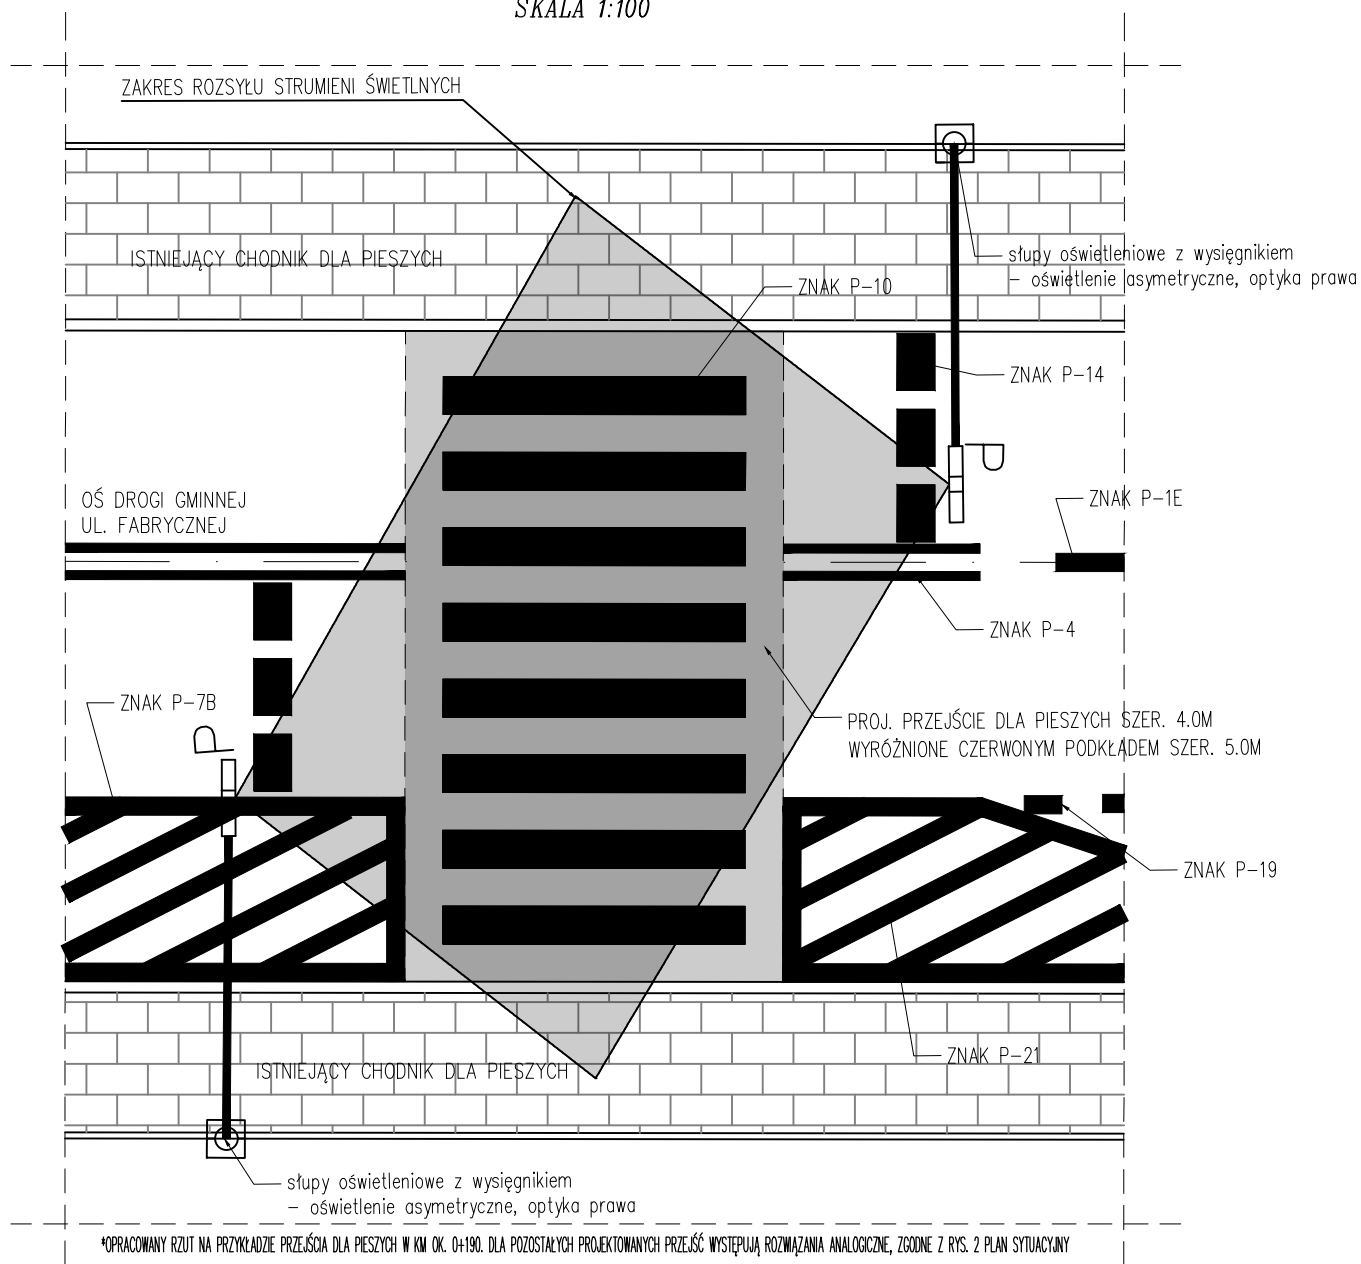 SKALA 1:100
ZAKRES ROZSYŁU STRUMIENI ŚWIETLNYCH
ISTNIEJĄCY CHODNIK DLA PIESZYCH
słupy oświetleniowe z wysięgnikiem
– oświetlenie asymetryczne, optyka prawa
ZNAK P-10
ZNAK P-14
P
OŚ DROGI GMINNEJ
UL. FABRYCZNEJ
ZNAK P-1E
ZNAK P-4
ZNAK P-7B
P
PROJ. PRZEJŚCIE DLA PIESZYCH SZER. 4.0M
WYRÓŻNIONE CZERWONYM PODKŁADEM SZER. 5.0M
ZNAK P-19
ZNAK P-21
ISTNIEJĄCY CHODNIK DLA PIESZYCH
słupy oświetleniowe z wysięgnikiem
– oświetlenie asymetryczne, optyka prawa
*OPRACOWANY RZUT NA PRZYKŁADZIE PRZEJŚCIA DLA PIESZYCH W KM OK. 0+190. DLA POZOSTAŁYCH PROJEKTOWANYCH PRZEJŚĆ WYSTĘPUJĄ ROZWIĄZANIA ANALOGICZNE, ZGODNE Z RYS. 2 PLAN SYTUACYJNY